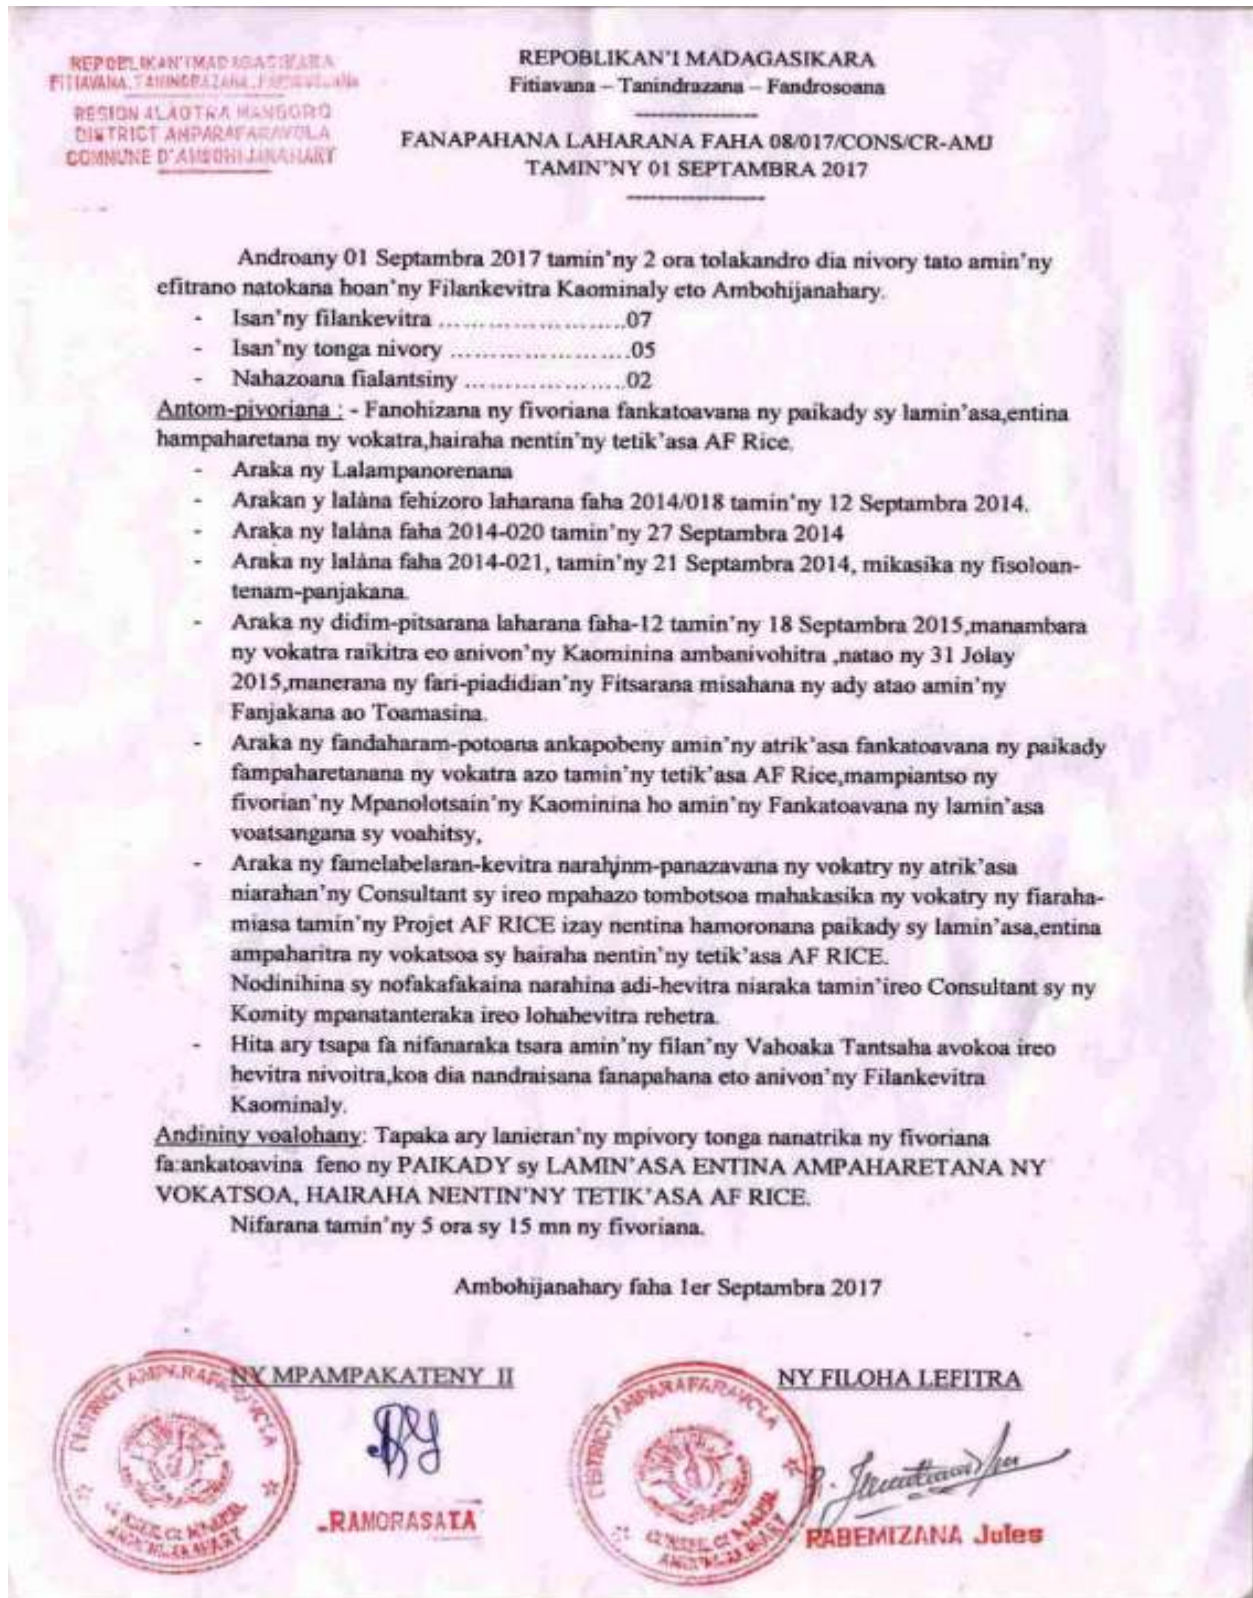 REPOBLIKAN'I MADAGASIKARA
FITIAVANA, TANINDRAZANA,
REGION ALAOTRA MANGORO
DISTRICT AMPARAFARAVOLA
COMMUNE D'AMBOHIJANAHARY
REPOBLIKAN'I MADAGASIKARA
Fitiavana – Tanindrazana – Fandrosoana
FANAPAHANA LAHARANA FAHA 08/017/CONS/CR-AMJ
TAMIN'NY 01 SEPTAMBRA 2017
Androany 01 Septambra 2017 tamin'ny 2 ora tolakandro dia nivory tato amin'ny
efitrano natokana hoan'ny Filankevitra Kaominaly eto Ambohijanahary.
- Isan'ny filankevitra ........................07
- Isan'ny tonga nivory .......................05
- Nahazoana fialantsiny .....................02
Antom-pivoriana : - Fanohizana ny fivoriana fankatoavana ny paikady sy lamin'asa,entina
hampaharetana ny vokatra,hairaha nentin'ny tetik'asa AF Rice.
- Araka ny Lalampanorenana
- Arakan y lalàna fehizoro laharana faha 2014/018 tamin'ny 12 Septambra 2014.
- Araka ny lalàna faha 2014-020 tamin'ny 27 Septambra 2014
- Araka ny lalàna faha 2014-021, tamin'ny 21 Septambra 2014, mikasika ny fisoloan-
tenam-panjakana.
- Araka ny didim-pitsarana laharana faha-12 tamin'ny 18 Septambra 2015,manambara
ny vokatra raikitra eo anivon'ny Kaominina ambanivohitra ,natao ny 31 Jolay
2015,manerana ny fari-piadidian'ny Fitsarana misahana ny ady atao amin'ny
Fanjakana ao Toamasina.
- Araka ny fandaharam-potoana ankapobeny amin'ny atrik'asa fankatoavana ny paikady
fampaharetanana ny vokatra azo tamin'ny tetik'asa AF Rice,mampiantso ny
fivorian'ny Mpanolotsain'ny Kaominina ho amin'ny Fankatoavana ny lamin'asa
voatsangana sy voahitsy,
- Araka ny famelabelaran-kevitra narahjnm-panazavana ny vokatry ny atrik'asa
niarahan'ny Consultant sy ireo mpahazo tombotsoa mahakasika ny vokatry ny fiaraha-
miasa tamin'ny Projet AF RICE izay nentina hamoronana paikady sy lamin'asa,entina
ampaharitra ny vokatsoa sy hairaha nentin'ny tetik'asa AF RICE.
Nodinihina sy nofakafakaina narahina adi-hevitra niaraka tamin'ireo Consultant sy ny
Komity mpanatanteraka ireo lohahevitra rehetra.
- Hita ary tsapa fa nifanaraka tsara amin'ny filan'ny Vahoaka Tantsaha avokoa ireo
hevitra nivoitra,koa dia nandraisana fanapahana eto anivon'ny Filankevitra
Kaominaly.
Andininy voalohany: Tapaka ary lanieran'ny mpivory tonga nanatrika ny fivoriana
fa:ankatoavina feno ny PAIKADY sy LAMIN'ASA ENTINA AMPAHARETANA NY
VOKATSOA, HAIRAHA NENTIN'NY TETIK'ASA AF RICE.
Nifarana tamin'ny 5 ora sy 15 mn ny fivoriana.
Ambohijanahary faha 1er Septambra 2017
NY MPAMPAKATENY II
NY FILOHA LEFITRA
DISTRICT AMPARAFARAVOLA
DISTRICT AMPARAFARAVOLA
RAMORASATA
RABEMIZANA Jules